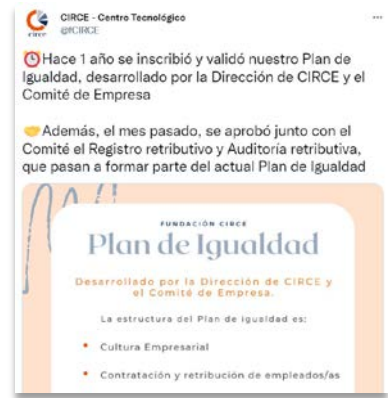 CIRCE - Centro Tecnológico
@fCIRCE
CIRCE
Hace 1 año se inscribió y validó nuestro Plan de
Igualdad, desarrollado por la Dirección de CIRCE y el
Comité de Empresa
Además, el mes pasado, se aprobó junto con el
Comité el Registro retributivo y Auditoría retributiva,
que pasan a formar parte del actual Plan de Igualdad
FUNDACIÓN CIRCE
Plan de Igualdad
Desarrollado por la Dirección de CIRCE y
el Comité de Empresa.
La estructura del Plan de igualdad es:
• Cultura Empresarial
• Contratación y retribución de empleados/as